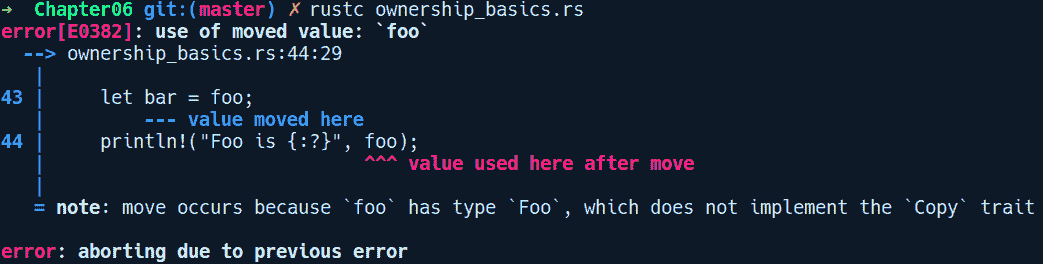 ➜  Chapter06 git:(master) ✗ rustc ownership_basics.rs
error[E0382]: use of moved value: `foo`
  --> ownership_basics.rs:44:29
   |
43 |     let bar = foo;
   |         --- value moved here
44 |     println!("Foo is {:?}", foo);
   |                             ^^^ value used here after move
   |
   = note: move occurs because `foo` has type `Foo`, which does not implement the `Copy` trait
error: aborting due to previous error